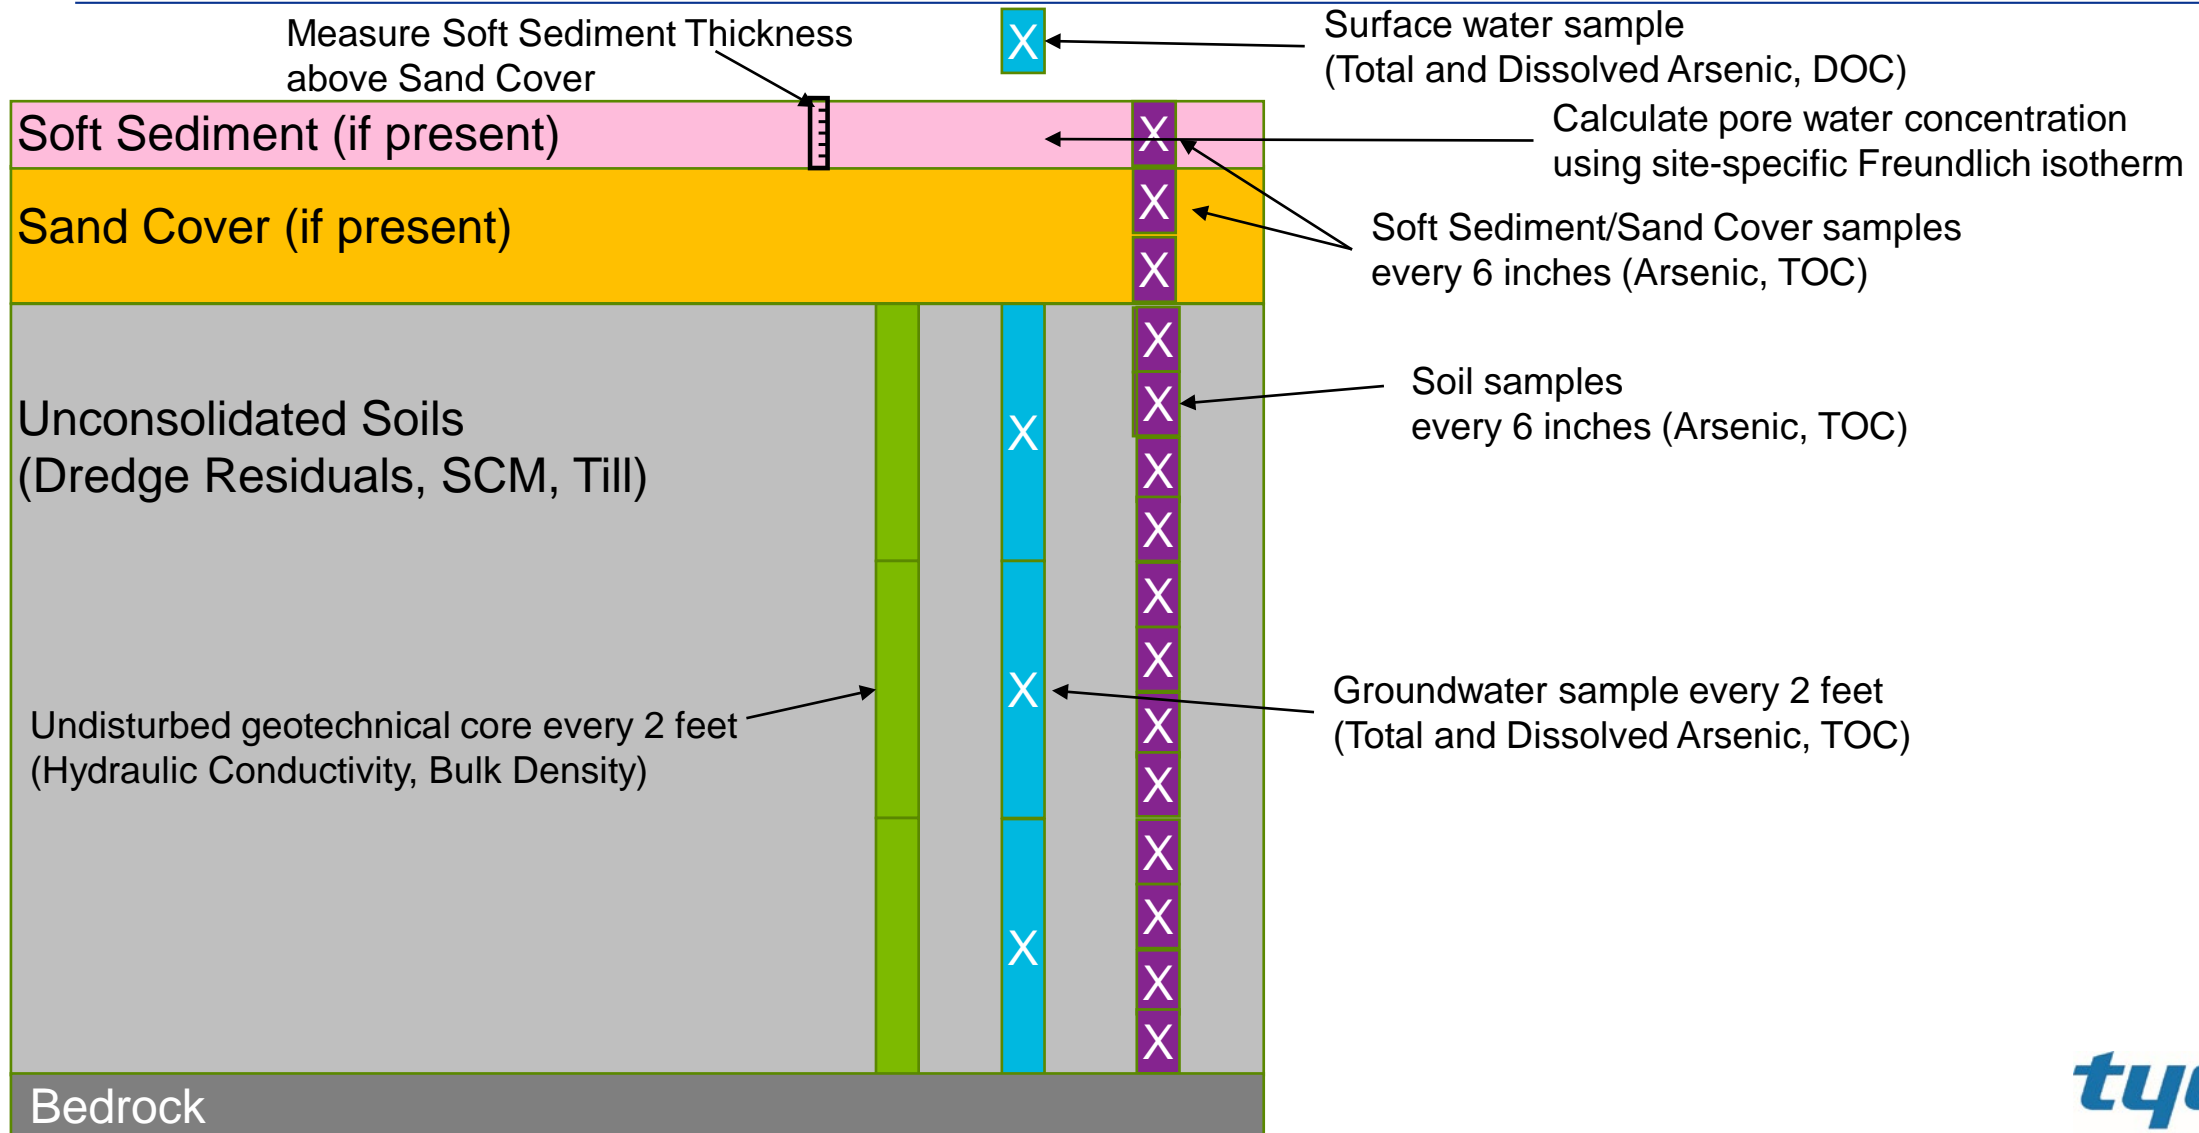 Measure Soft Sediment Thickness
above Sand Cover
X
Surface water sample
(Total and Dissolved Arsenic, DOC)
Soft Sediment (if present)
X
Calculate pore water concentration
using site-specific Freundlich isotherm
Sand Cover (if present)
X
X
Soft Sediment/Sand Cover samples
every 6 inches (Arsenic, TOC)
Unconsolidated Soils
(Dredge Residuals, SCM, Till)
X
X
X
X
X
Soil samples
every 6 inches (Arsenic, TOC)
Undisturbed geotechnical core every 2 feet
(Hydraulic Conductivity, Bulk Density)
X
X
X
X
X
Groundwater sample every 2 feet
(Total and Dissolved Arsenic, TOC)
X
X
X
X
X
Bedrock